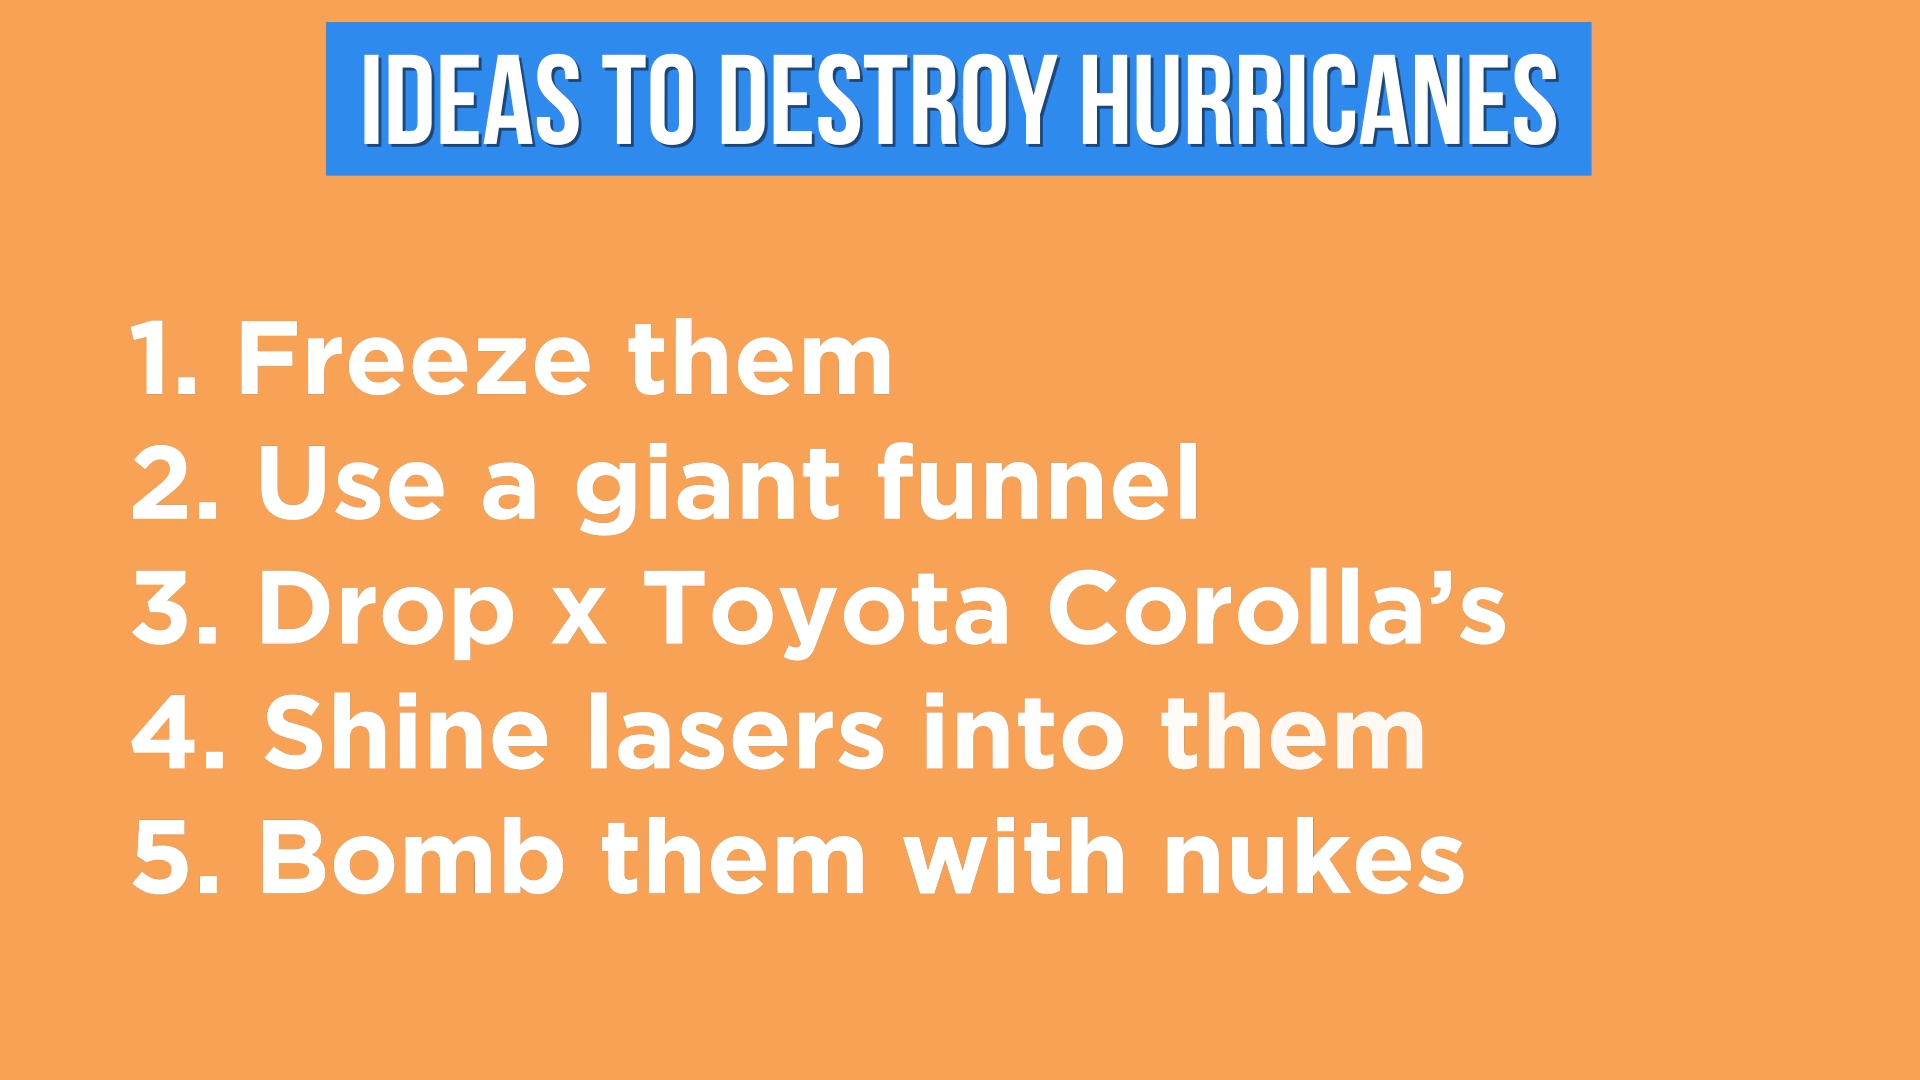 IDEAS TO DESTROY HURRICANES
1. Freeze them
2. Use a giant funnel
3. Drop x Toyota Corolla’s
4. Shine lasers into them
5. Bomb them with nukes